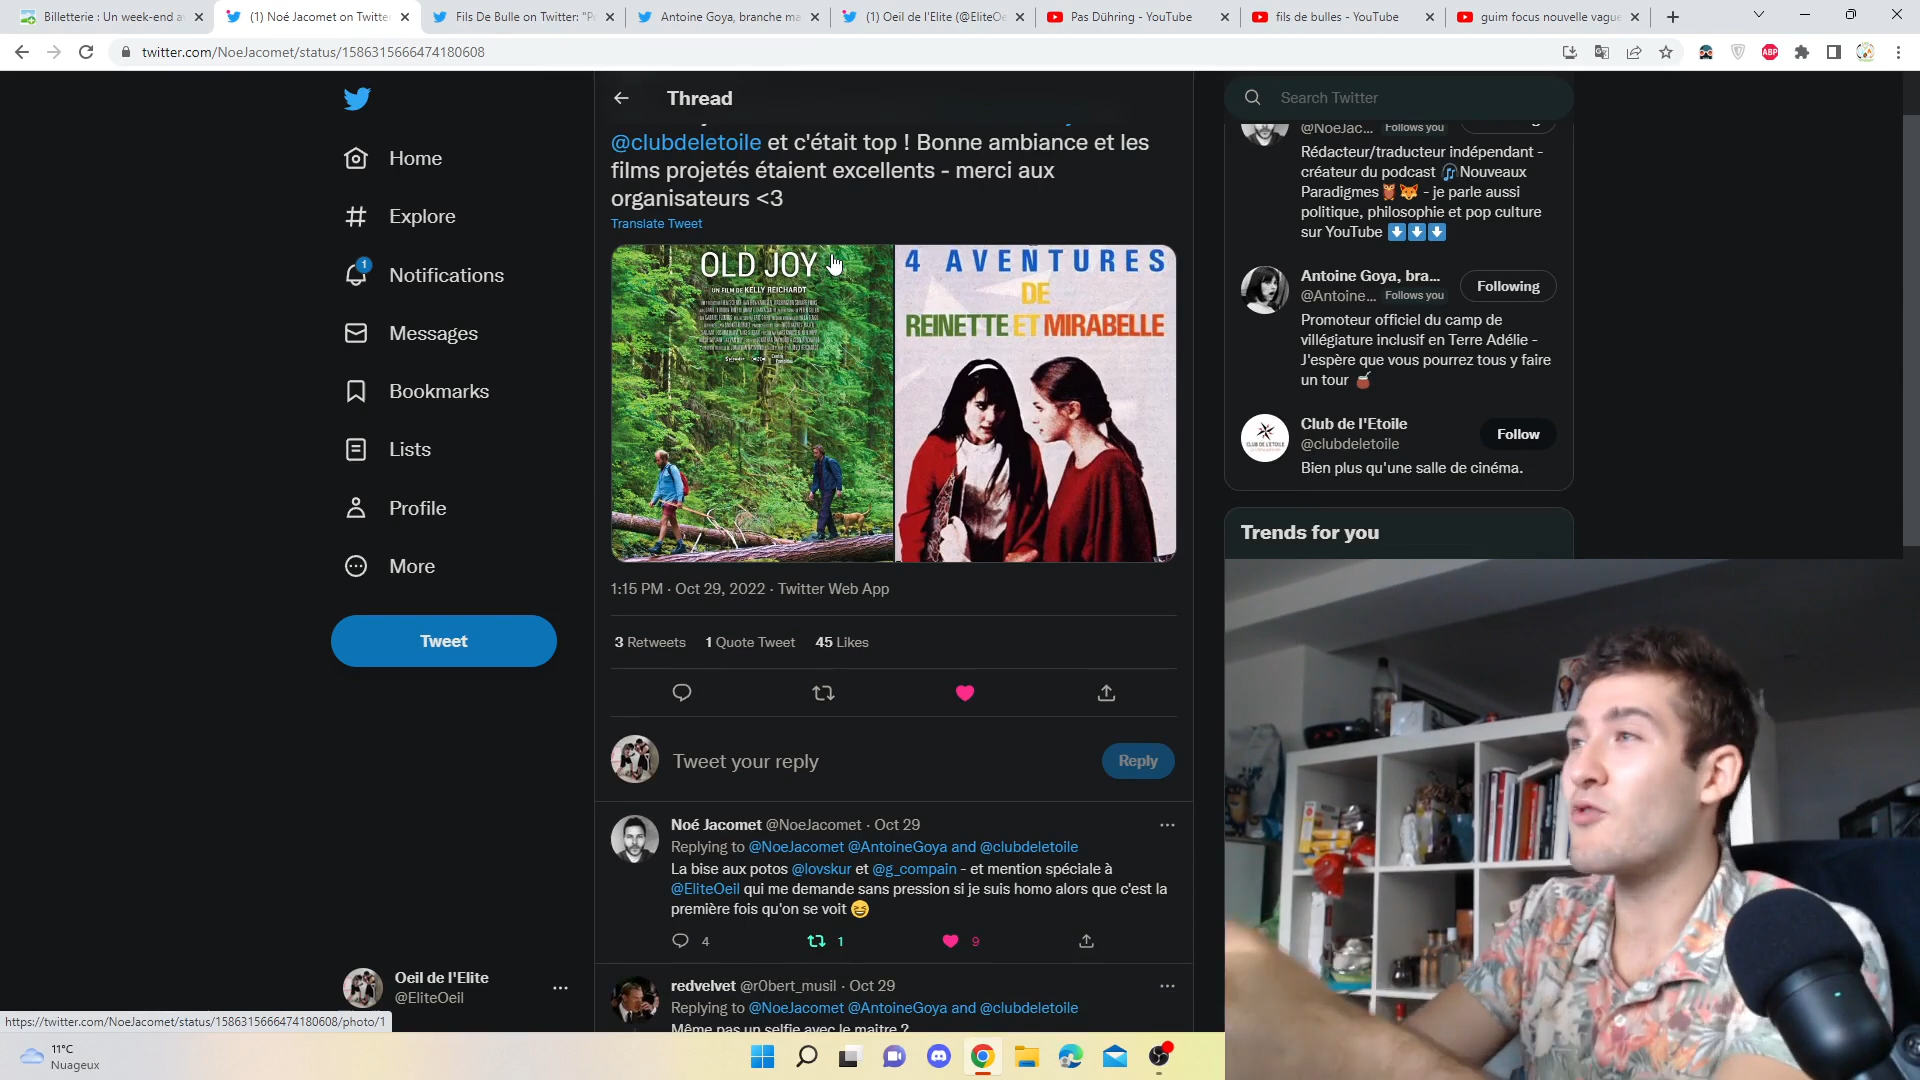 Billetterie : Un week-end a
(1) Noé Jacomet on Twitte
Fils De Bulle on Twitter: "P
Antoine Goya, branche ma
(1) Oeil de l'Elite (@EliteOe
Pas Dühring - YouTube
fils de bulles - YouTube
guim focus nouvelle vague
twitter.com/NoeJacomet/status/1586315666474180608
ABP
Home
Explore
1
Notifications
Messages
Bookmarks
Lists
Profile
More
Tweet
Oeil de l'Elite
@EliteOeil
Thread
@clubdeletoile et c'était top ! Bonne ambiance et les
films projetés étaient excellents - merci aux
organisateurs <3
Translate Tweet
OLD JOY
UN FILM DE KELLY REICHARDT
4 AVENTURES
DE
REINETTE ET MIRABELLE
1:15 PM · Oct 29, 2022 · Twitter Web App
3 Retweets 1 Quote Tweet 45 Likes
Tweet your reply
Reply
Noé Jacomet @NoeJacomet · Oct 29
Replying to @NoeJacomet @AntoineGoya and @clubdeletoile
La bise aux potos @lovskur et @g_compain - et mention spéciale à
@EliteOeil qui me demande sans pression si je suis homo alors que c'est la
première fois qu'on se voit 😆
4 1 9
redvelvet @r0bert_musil · Oct 29
Replying to @NoeJacomet @AntoineGoya and @clubdeletoile
Même pas un selfie avec le maitre ?
Search Twitter
@NoeJac... Follows you
Rédacteur/traducteur indépendant -
créateur du podcast 🎧Nouveaux
Paradigmes🦉🦊 - je parle aussi
politique, philosophie et pop culture
sur YouTube ⬇️⬇️⬇️
Antoine Goya, bra...
Following
@Antoine... Follows you
Promoteur officiel du camp de
villégiature inclusif en Terre Adélie -
J'espère que vous pourrez tous y faire
un tour 🧉
CLUB DE L'ETOILE
Club de l'Etoile
Follow
@clubdeletoile
Bien plus qu'une salle de cinéma.
Trends for you
https://twitter.com/NoeJacomet/status/1586315666474180608/photo/1
11°C
Nuageux